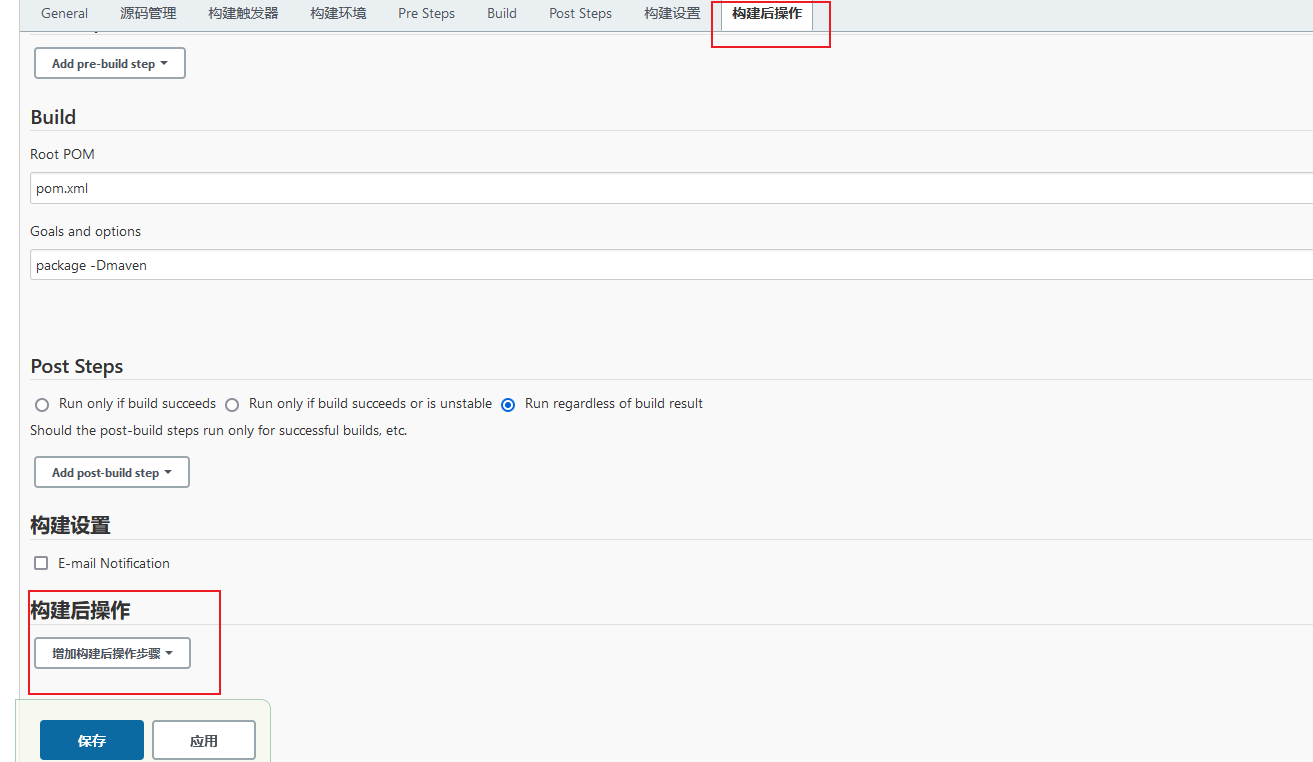 General 源码管理 构建触发器 构建环境 Pre Steps Build Post Steps 构建设置 构建后操作
Add pre-build step
Build
Root POM
pom.xml
Goals and options
package -Dmaven
Post Steps
Run only if build succeeds Run only if build succeeds or is unstable Run regardless of build result
Should the post-build steps run only for successful builds, etc.
Add post-build step
构建设置
E-mail Notification
构建后操作
增加构建后操作步骤
保存 应用